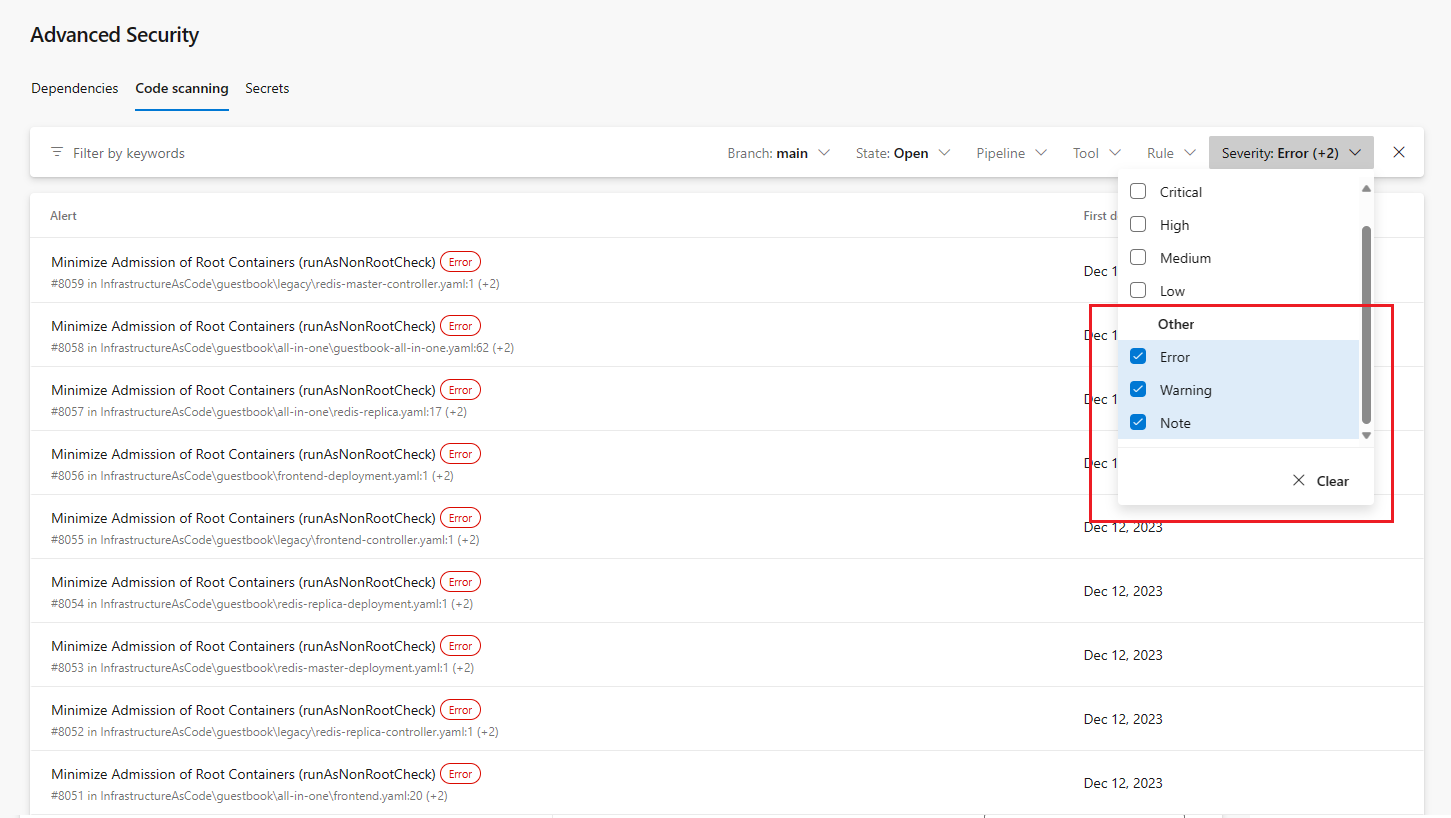 Advanced Security
Dependencies Code scanning Secrets
Filter by keywords Branch: main State: Open Pipeline Tool Rule Severity: Error (+2)
Critical
High
Medium
Low
Other
Error
Warning
Note
Clear
Alert First d
Minimize Admission of Root Containers (runAsNonRootCheck) Error
#8059 in InfrastructureAsCode\guestbook\legacy\redis-master-controller.yaml:1 (+2)
Dec 1
Minimize Admission of Root Containers (runAsNonRootCheck) Error
#8058 in InfrastructureAsCode\guestbook\all-in-one\guestbook-all-in-one.yaml:62 (+2)
Dec 1
Minimize Admission of Root Containers (runAsNonRootCheck) Error
#8057 in InfrastructureAsCode\guestbook\all-in-one\redis-replica.yaml:17 (+2)
Dec 1
Minimize Admission of Root Containers (runAsNonRootCheck) Error
#8056 in InfrastructureAsCode\guestbook\frontend-deployment.yaml:1 (+2)
Dec 1
Minimize Admission of Root Containers (runAsNonRootCheck) Error
#8055 in InfrastructureAsCode\guestbook\legacy\frontend-controller.yaml:1 (+2)
Dec 12, 2023
Minimize Admission of Root Containers (runAsNonRootCheck) Error
#8054 in InfrastructureAsCode\guestbook\redis-replica-deployment.yaml:1 (+2)
Dec 12, 2023
Minimize Admission of Root Containers (runAsNonRootCheck) Error
#8053 in InfrastructureAsCode\guestbook\redis-master-deployment.yaml:1 (+2)
Dec 12, 2023
Minimize Admission of Root Containers (runAsNonRootCheck) Error
#8052 in InfrastructureAsCode\guestbook\legacy\redis-replica-controller.yaml:1 (+2)
Dec 12, 2023
Minimize Admission of Root Containers (runAsNonRootCheck) Error
#8051 in InfrastructureAsCode\guestbook\all-in-one\frontend.yaml:20 (+2)
Dec 12, 2023